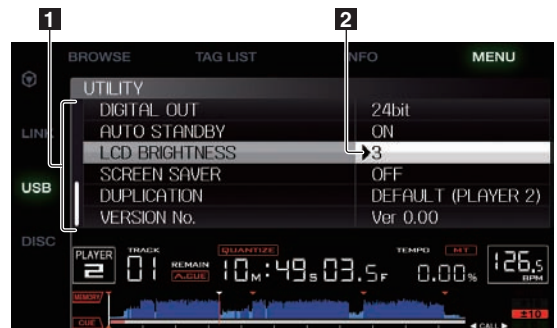 1 2
BROWSE TAG LIST INFO MENU
UTILITY
DIGITAL OUT 24bit
AUTO STANDBY ON
LINK
LCD BRIGHTNESS 3
SCREEN SAVER OFF
USB
DUPLICATION DEFAULT (PLAYER 2)
VERSION No. Ver 0.00
DISC
PLAYER TRACK QUANTIZE TEMPO MT
2 01 REMAIN A.CUE 10M:49S03.5F 0.00% 126.5
BPM
MEMORY
CUE CALL ±10